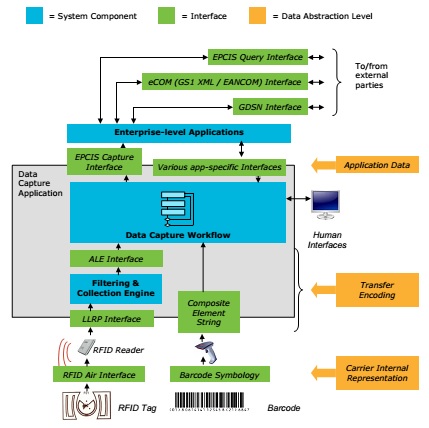 = System Component
= Interface
= Data Abstraction Level
EPCIS Query Interface
eCOM (GS1 XML / EANCOM) Interface
GDSN Interface
To/from
external
parties
Enterprise-level Applications
EPCIS Capture
Interface
Various app-specific Interfaces
Application Data
Data
Capture
Application
Data Capture Workflow
Human
Interfaces
ALE Interface
Filtering &
Collection Engine
Transfer
Encoding
Composite
Element
String
LLRP Interface
RFID Reader
RFID Air Interface
Barcode Symbology
Carrier Internal
Representation
RFID Tag
Barcode